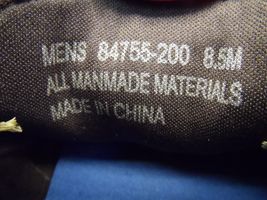 MENS 84755-200 8.5M
ALL MANMADE MATERIALS
MADE IN CHINA